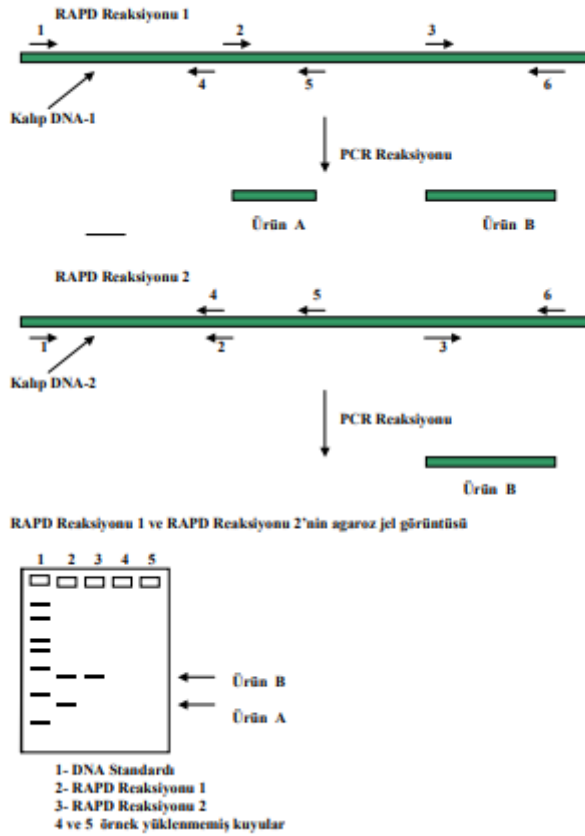 RAPD Reaksiyonu 1
1 2 3
4 5 6
Kalıp DNA-1
PCR Reaksiyonu
Ürün A Ürün B
RAPD Reaksiyonu 2
4 5 6
1 2 3
Kalıp DNA-2
PCR Reaksiyonu
Ürün B
RAPD Reaksiyonu 1 ve RAPD Reaksiyonu 2'nin agaroz jel görüntüsü
1 2 3 4 5
Ürün B
Ürün A
1- DNA Standardı
2- RAPD Reaksiyonu 1
3- RAPD Reaksiyonu 2
4 ve 5 örnek yüklenmemiş kuyular